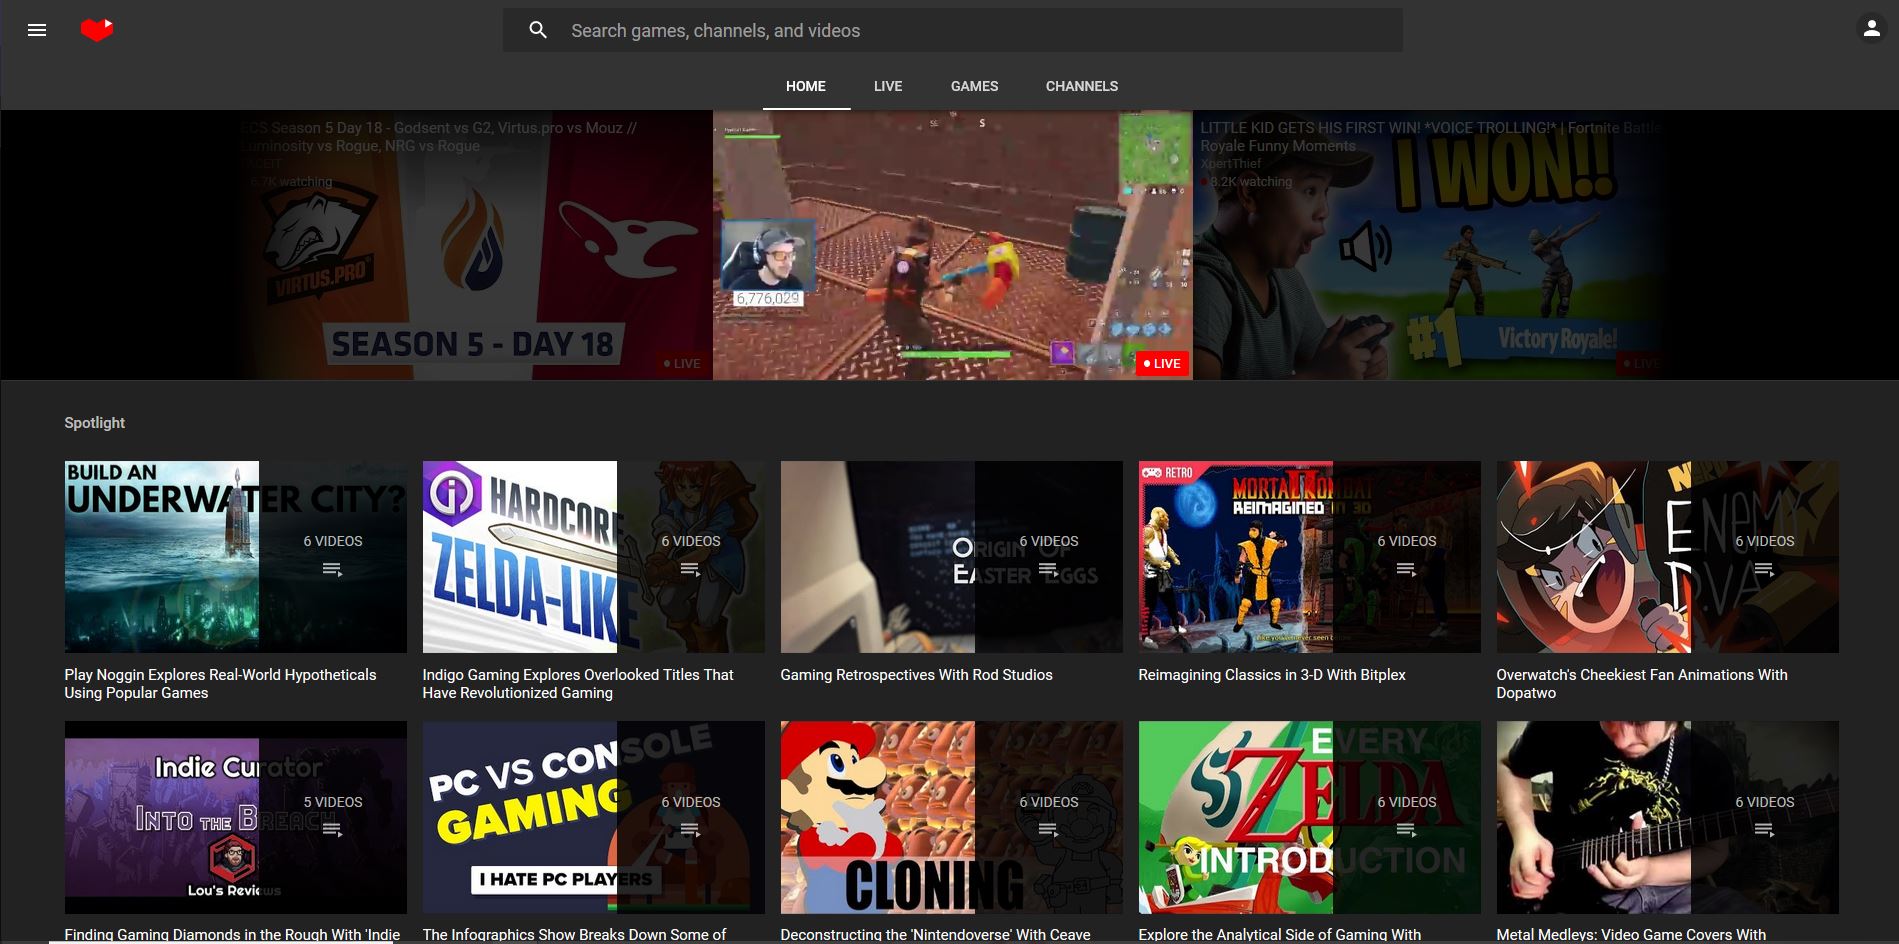 Search games, channels, and videos
HOME
LIVE
GAMES
CHANNELS
ECS Season 5 Day 18 - Godsent vs G2, Virtus.pro vs Mouz //
Luminosity vs Rogue, NRG vs Rogue
FACEIT
6.7K watching
VIRTUS.PRO
SEASON 5 - DAY 18
LIVE
SE
S
6,776,029
LIVE
LITTLE KID GETS HIS FIRST WIN! *VOICE TROLLING!* | Fortnite Battle
Royale Funny Moments
XpertThief
8.2K watching
I WON!!
#1 Victory Royale!
LIVE
Spotlight
BUILD AN
UNDERWATER CITY?
6 VIDEOS
HARDCORE
ZELDA-LIKE
6 VIDEOS
ORIGIN OF
EASTER EGGS
6 VIDEOS
RETRO
MORTAL KOMBAT II
REIMAGINED IN 3D
6 VIDEOS
ENEMY
D.VA
6 VIDEOS
Play Noggin Explores Real-World Hypotheticals
Using Popular Games
Indigo Gaming Explores Overlooked Titles That
Have Revolutionized Gaming
Gaming Retrospectives With Rod Studios
Reimagining Classics in 3-D With Bitplex
Overwatch's Cheekiest Fan Animations With
Dopatwo
Indie Curator
INTO THE BREACH
Lou's Reviews
5 VIDEOS
PC VS CONSOLE
GAMING
I HATE PC PLAYERS
6 VIDEOS
CLONING
6 VIDEOS
EVERY
ZELDA
INTRODUCTION
6 VIDEOS
6 VIDEOS
Finding Gaming Diamonds in the Rough With 'Indie
The Infographics Show Breaks Down Some of
Deconstructing the 'Nintendoverse' With Ceave
Explore the Analytical Side of Gaming With
Metal Medleys: Video Game Covers With